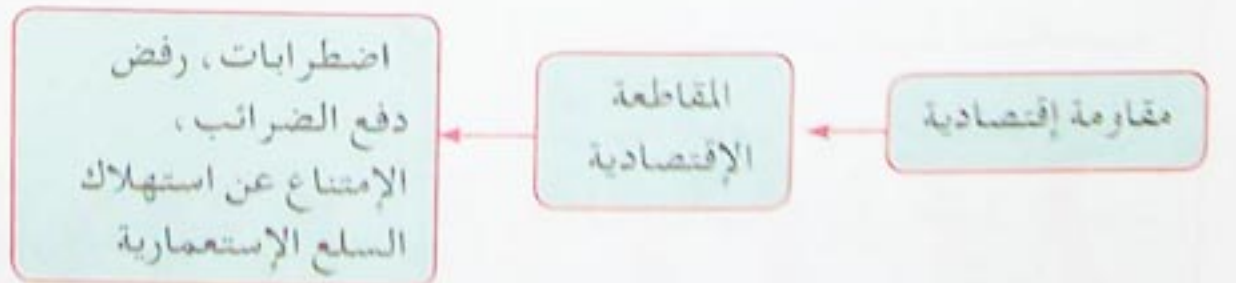 مقاومة إقتصادية
المقاطعة
الإقتصادية
اضطرابات، رفض
دفع الضرائب،
الإمتناع عن استهلاك
السلع الإستعمارية